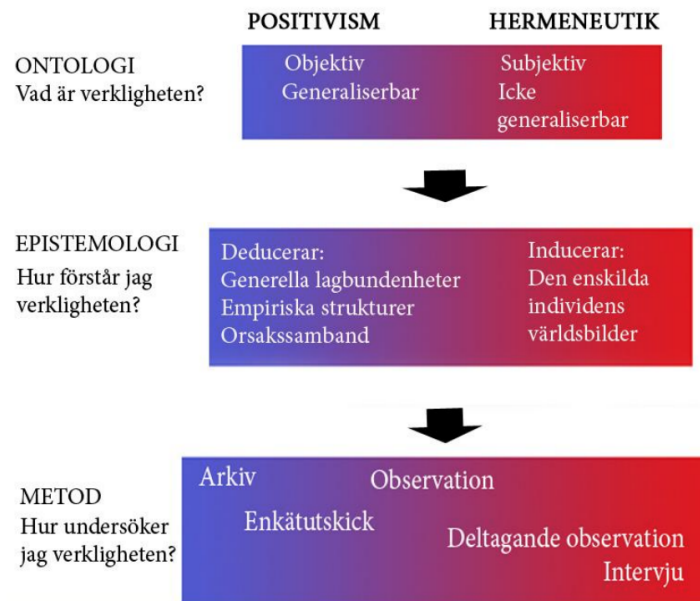 POSITIVISM
HERMENEUTIK
ONTOLOGI
Vad är verkligheten?
Objektiv
Generaliserbar
Subjektiv
Icke
generaliserbar
EPISTEMOLOGI
Hur förstår jag
verkligheten?
Deducerar:
Generella lagbundenheter
Empiriska strukturer
Orsakssamband
Inducerar:
Den enskilda
individens
världsbilder
METOD
Hur undersöker
jag verkligheten?
Arkiv
Observation
Enkätutskick
Deltagande observation
Intervju